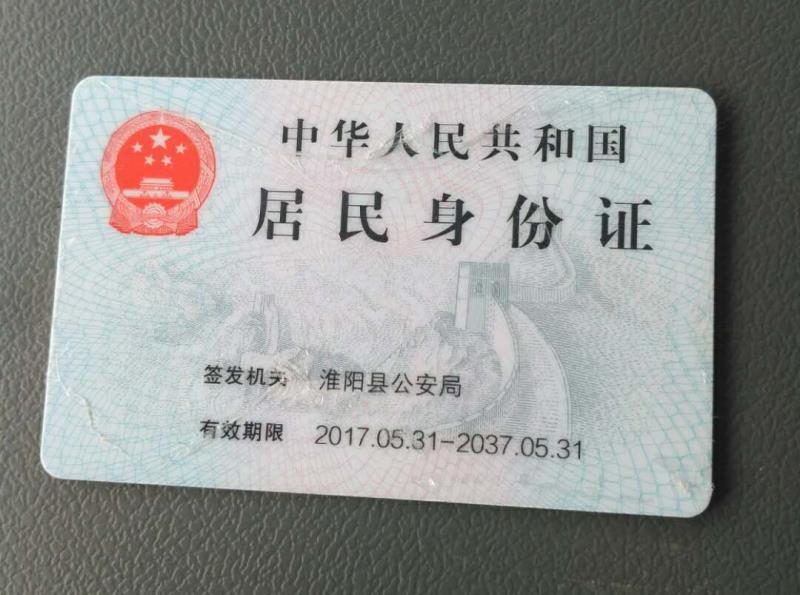 中华人民共和国
居民身份证
签发机关 淮阳县公安局
有效期限 2017.05.31-2037.05.31